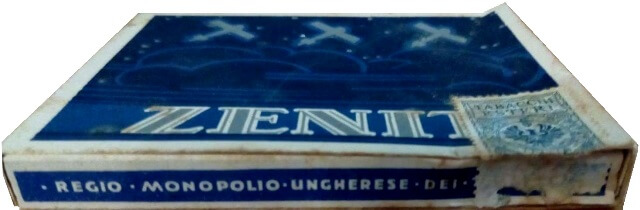 ZENIT
TABACCHI
ESTERI
· REGIO · MONOPOLIO · UNGHERESE · DEI ·